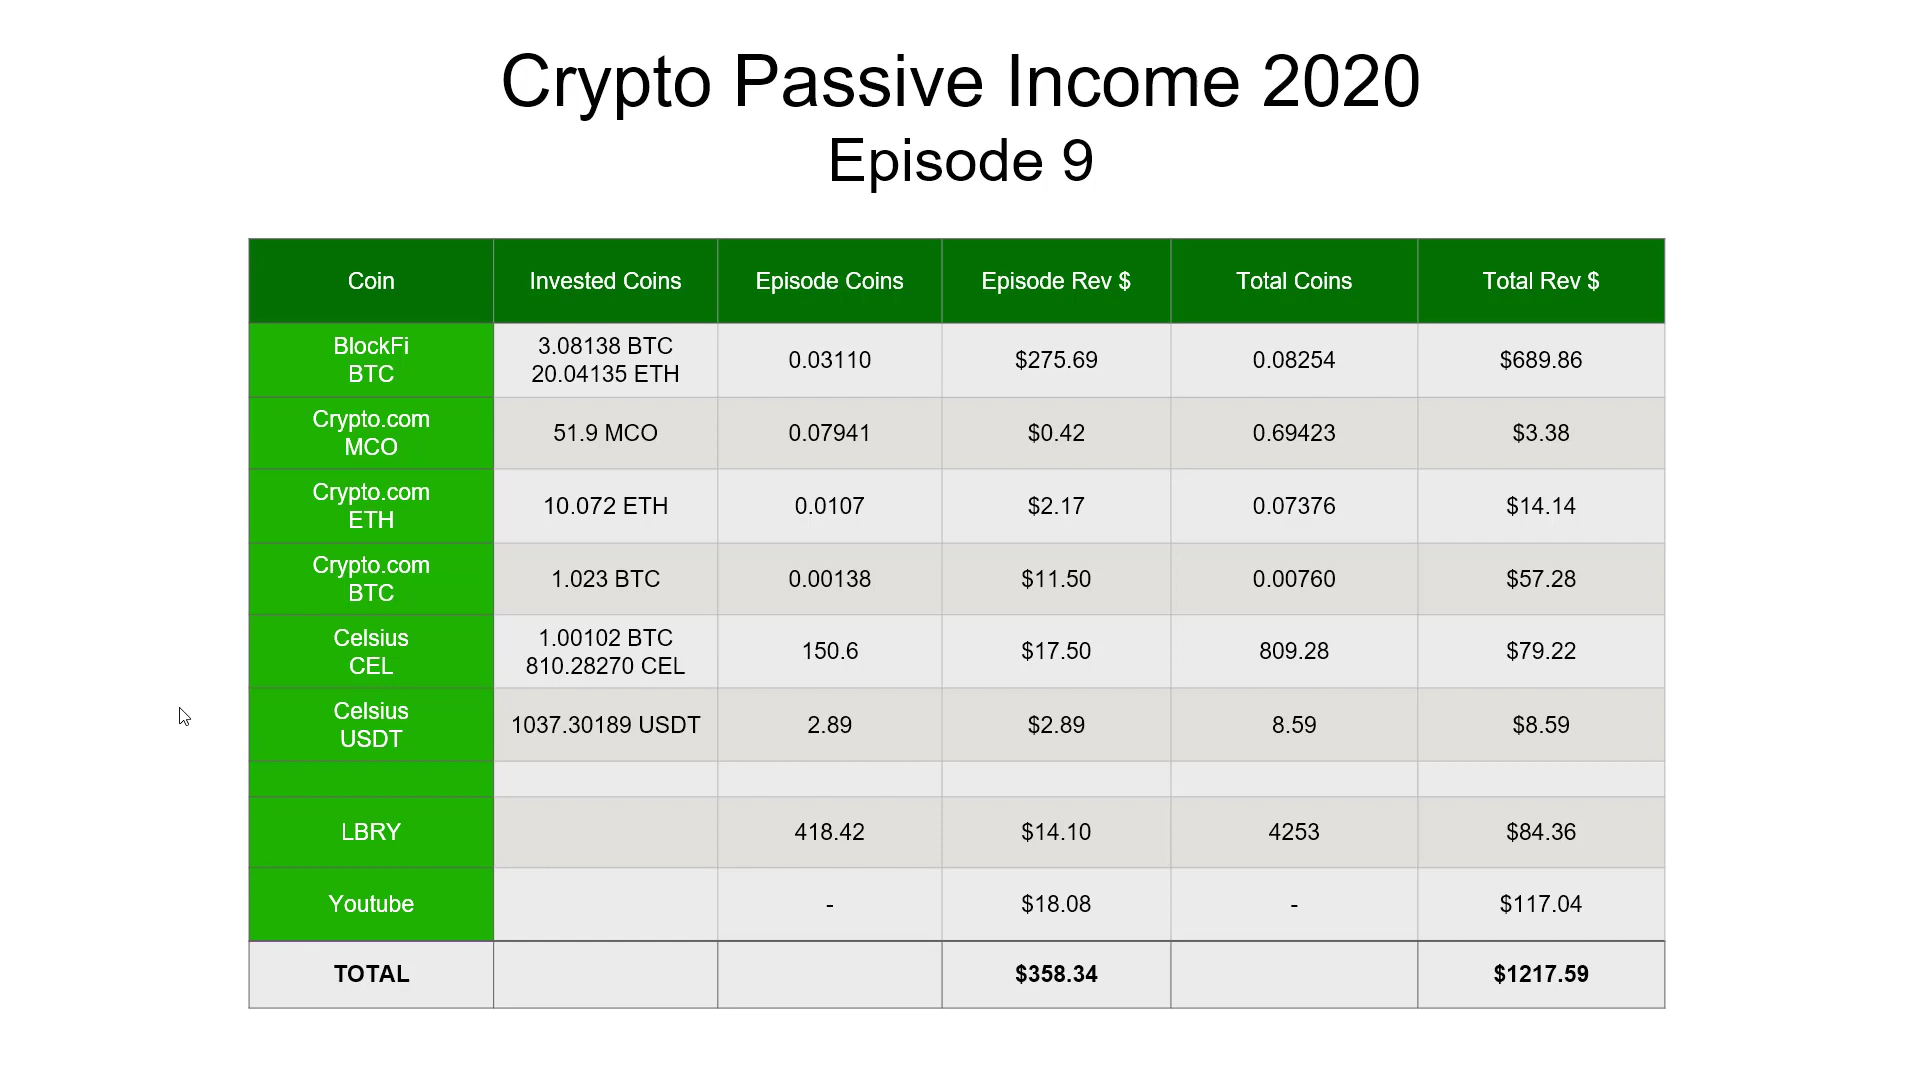 Crypto Passive Income 2020
Episode 9
Coin Invested Coins Episode Coins Episode Rev $ Total Coins Total Rev $
BlockFi
BTC
3.08138 BTC
20.04135 ETH
0.03110 $275.69 0.08254 $689.86
Crypto.com
MCO
51.9 MCO 0.07941 $0.42 0.69423 $3.38
Crypto.com
ETH
10.072 ETH 0.0107 $2.17 0.07376 $14.14
Crypto.com
BTC
1.023 BTC 0.00138 $11.50 0.00760 $57.28
Celsius
CEL
1.00102 BTC
810.28270 CEL
150.6 $17.50 809.28 $79.22
Celsius
USDT
1037.30189 USDT 2.89 $2.89 8.59 $8.59
LBRY 418.42 $14.10 4253 $84.36
Youtube - $18.08 - $117.04
TOTAL $358.34 $1217.59